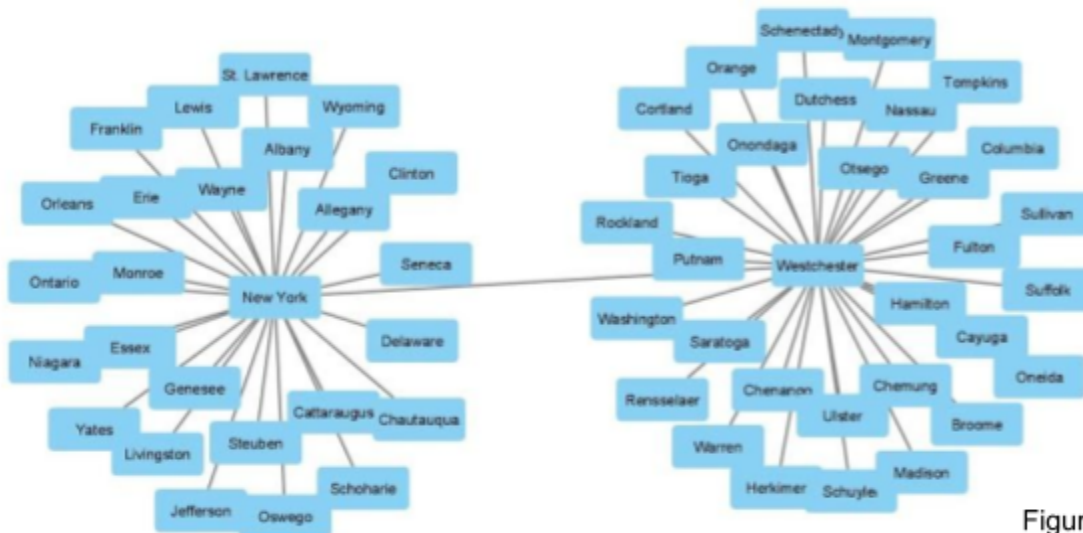 St. Lawrence
Lewis
Wyoming
Franklin
Albany
Clinton
Erie
Wayne
Orleans
Allegany
Monroe
Seneca
Ontario
New York
Delaware
Essex
Niagara
Genesee
Cattaraugus
Chautauqua
Yates
Steuben
Livingston
Schoharie
Jefferson
Oswego
Schenectady
Montgomery
Orange
Tompkins
Cortland
Dutchess
Nassau
Onondaga
Columbia
Tioga
Otsego
Greene
Rockland
Sullivan
Putnam
Westchester
Fulton
Suffolk
Washington
Hamilton
Saratoga
Cayuga
Oneida
Rensselaer
Chenango
Chemung
Ulster
Broome
Warren
Madison
Herkimer
Schuyler
Figur